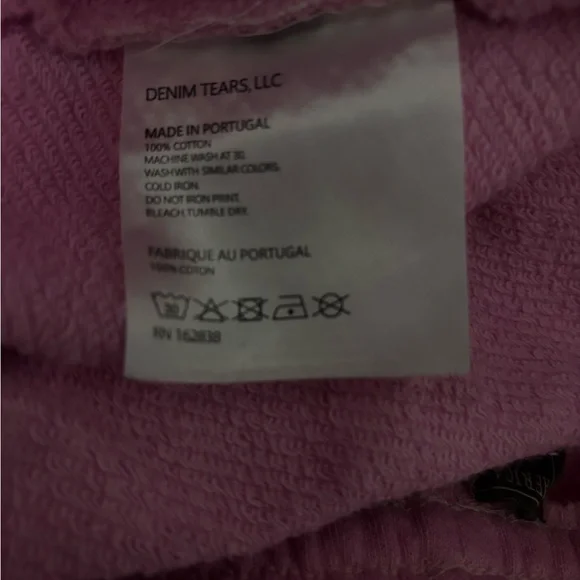 DENIM TEARS, LLC
MADE IN PORTUGAL
100% COTTON
MACHINE WASH AT 30.
WASH WITH SIMILAR COLORS.
COLD IRON.
DO NOT IRON PRINT.
BLEACH, TUMBLE DRY.
FABRIQUE AU PORTUGAL
100% COTON
30
RN 162838